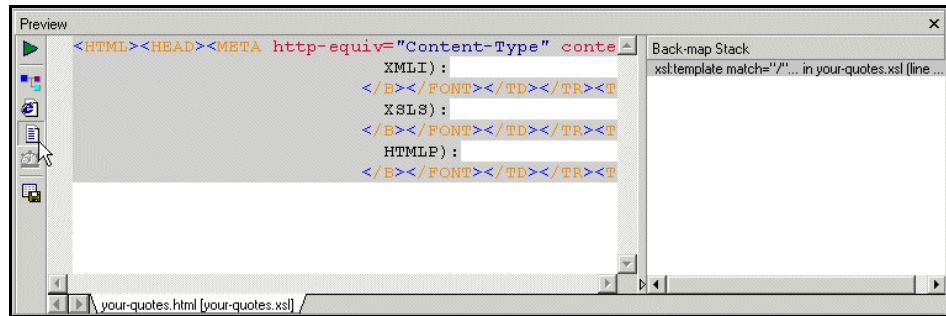 Preview
<HTML><HEAD><META http-equiv="Content-Type" conte
XMLI):
</B></FONT></TD></TR><T
XSLS):
</B></FONT></TD></TR><T
HTMLP):
</B></FONT></TD></TR><T
Back-map Stack
xsl:template match="/"... in your-quotes.xsl (line ...
your-quotes.html [your-quotes.xsl]